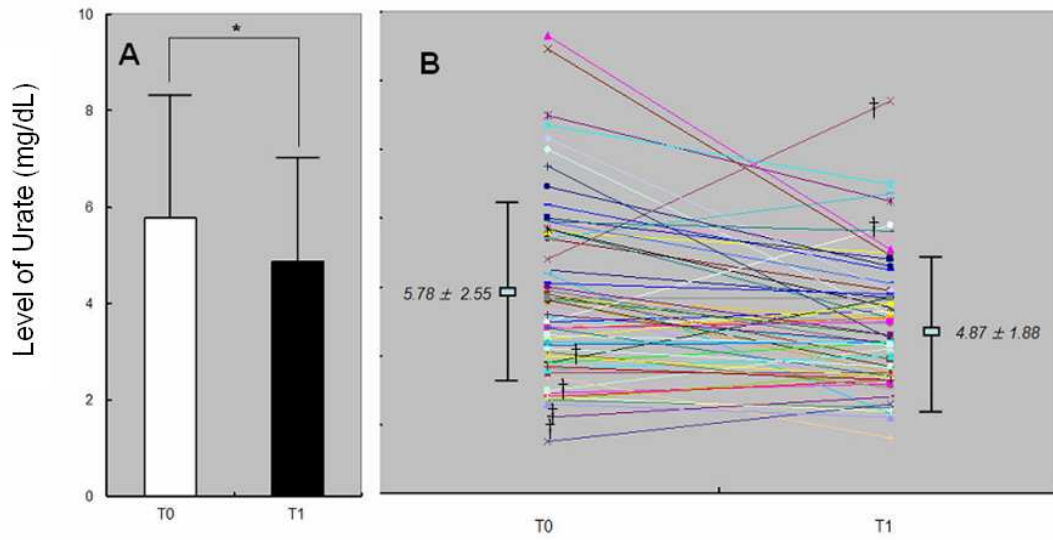 Level of Urate (mg/dL)
10
8
6
4
2
0
A
*
T0
T1
B
†
†
†
†
†
†
5.78 ± 2.55
4.87 ± 1.88
T0
T1